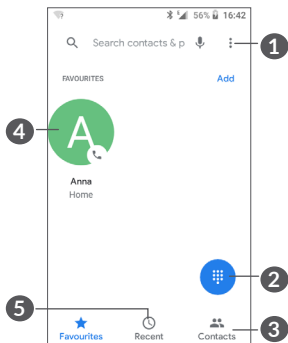 56% 16:42
Search contacts & p
1
FAVOURITES Add
4
A
Anna
Home
2
5
3
Favourites Recent Contacts